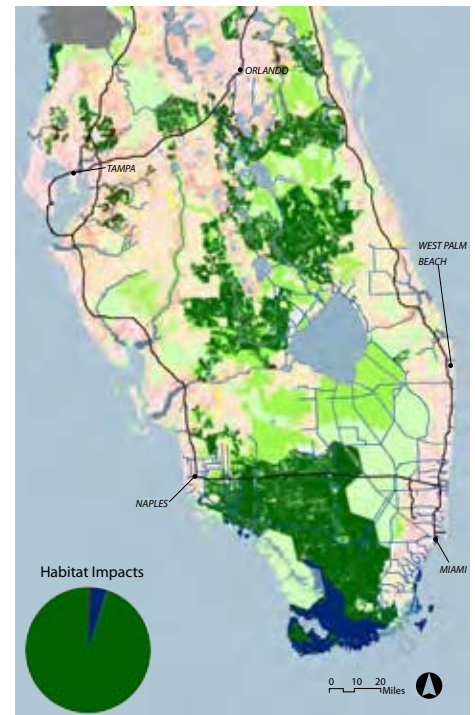 ORLANDO
TAMPA
WEST PALM
BEACH
NAPLES
MIAMI
Habitat Impacts
0 10 20
Miles